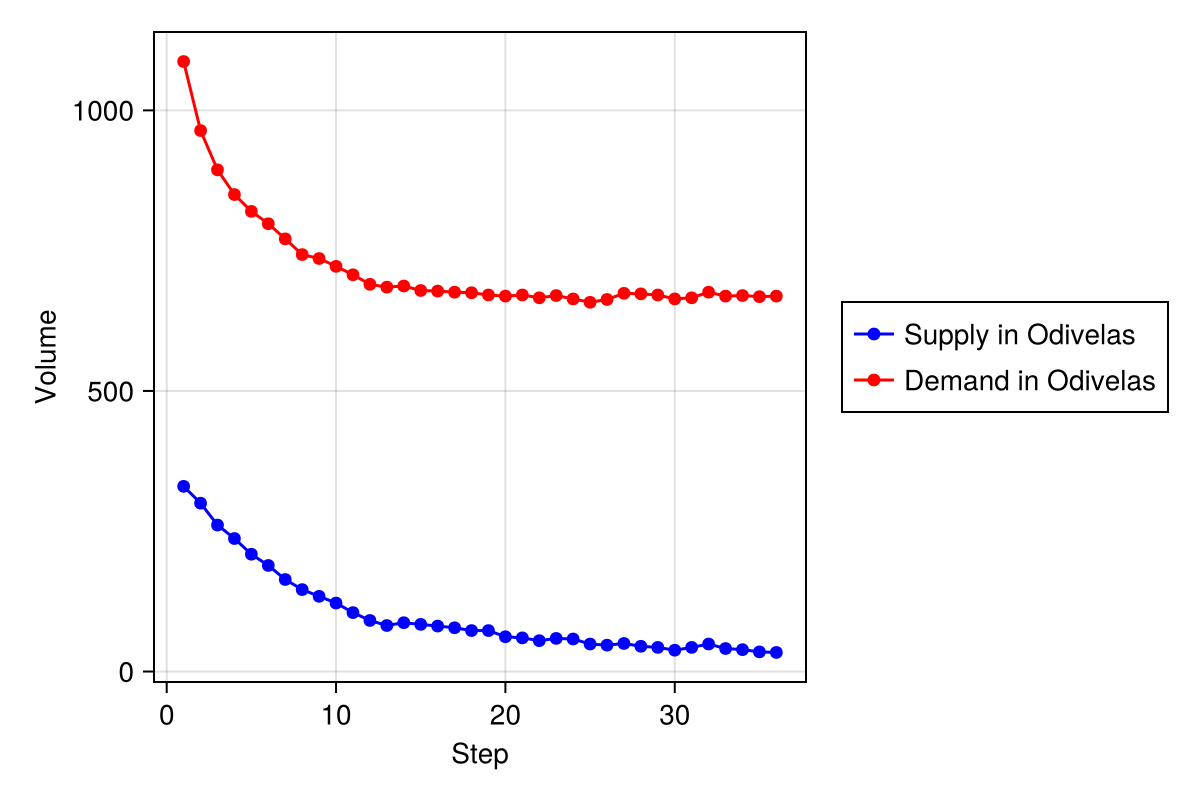 1000
500
0
Volume
0 10 20 30
Step
Supply in Odivelas
Demand in Odivelas